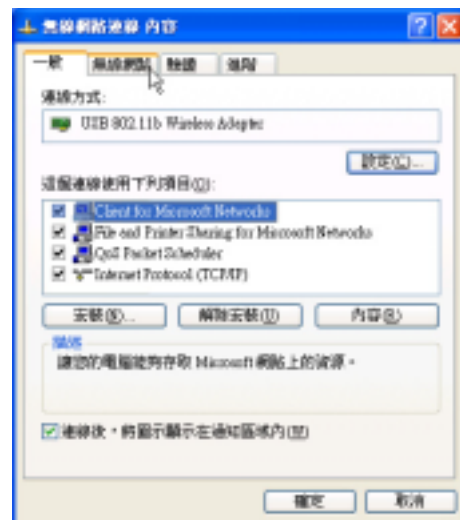 無線網路連線 內容
一般 無線網路 驗證 進階
連線方式:
USB 802.11b Wireless Adapter
設定(C)...
這個連線使用下列項目(O):
Client for Microsoft Networks
File and Printer Sharing for Microsoft Networks
QoS Packet Scheduler
Internet Protocol (TCP/IP)
安裝(N)... 解除安裝(U) 內容(R)
描述
讓您的電腦能夠存取 Microsoft 網路上的資源。
連線後,將圖示顯示在通知區域內(W)
確定 取消